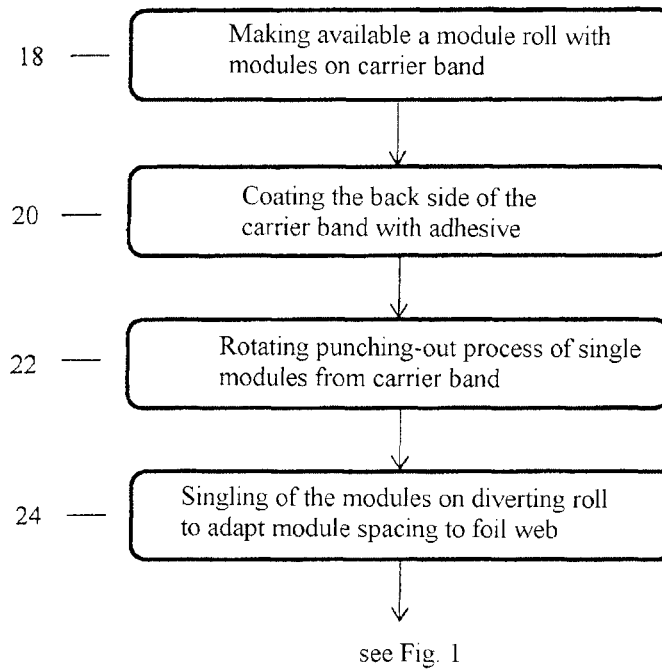 18 Making available a module roll with
modules on carrier band
20 Coating the back side of the
carrier band with adhesive
22 Rotating punching-out process of single
modules from carrier band
24 Singling of the modules on diverting roll
to adapt module spacing to foil web
see Fig. 1